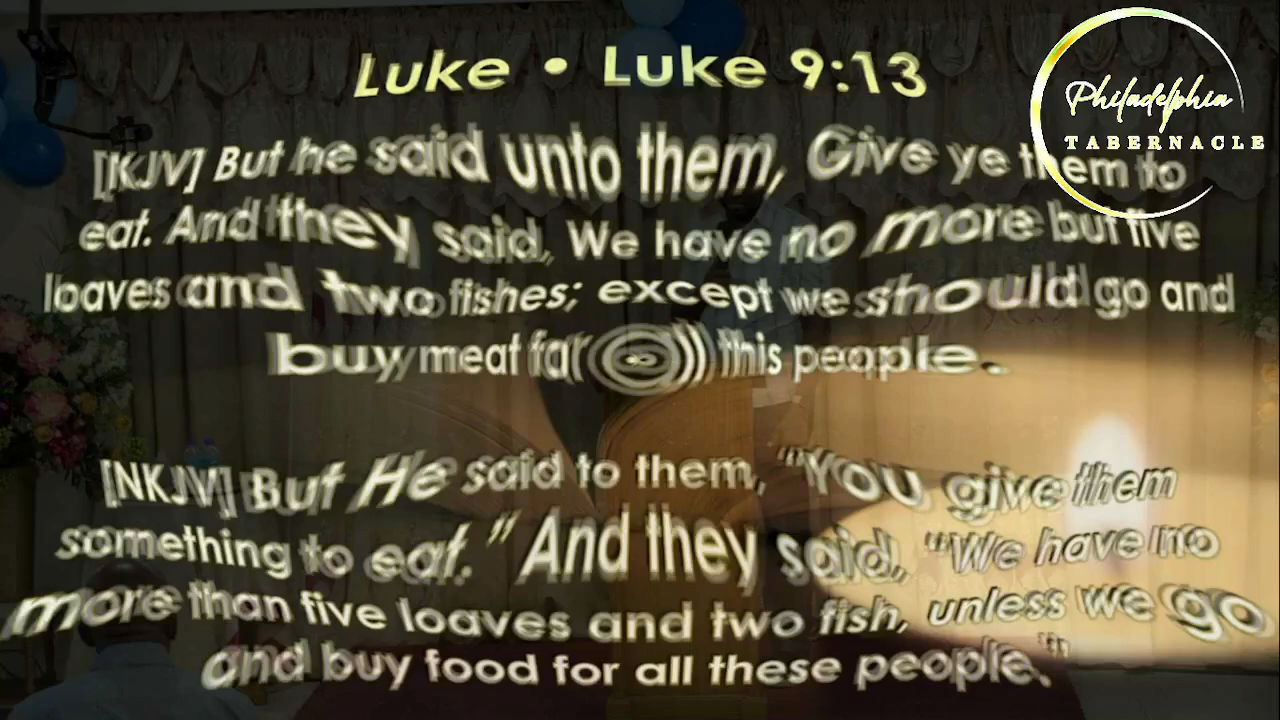 Luke • Luke 9:13
Philadelphia
TABERNACLE
[KJV] But he said unto them, Give ye them to
eat. And they said, We have no more but five
loaves and two fishes; except we should go and
buy meat for all this people.
[NKJV] But He said to them, "You give them
something to eat." And they said, "We have no
more than five loaves and two fish, unless we go
and buy food for all these people."